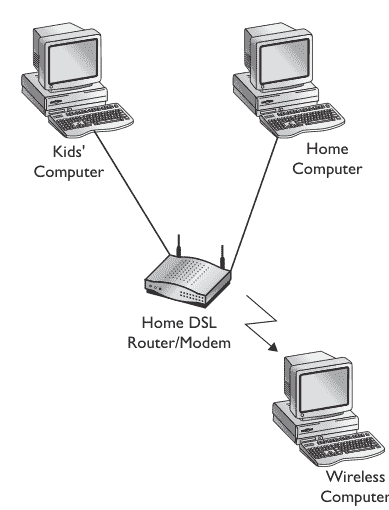 Kids'
Computer
Home
Computer
Home DSL
Router/Modem
Wireless
Computer